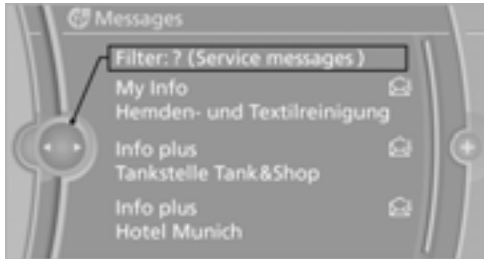 Messages
Filter: ? (Service messages )
My Info
Hemden- und Textilreinigung
Info plus
Tankstelle Tank&Shop
Info plus
Hotel Munich